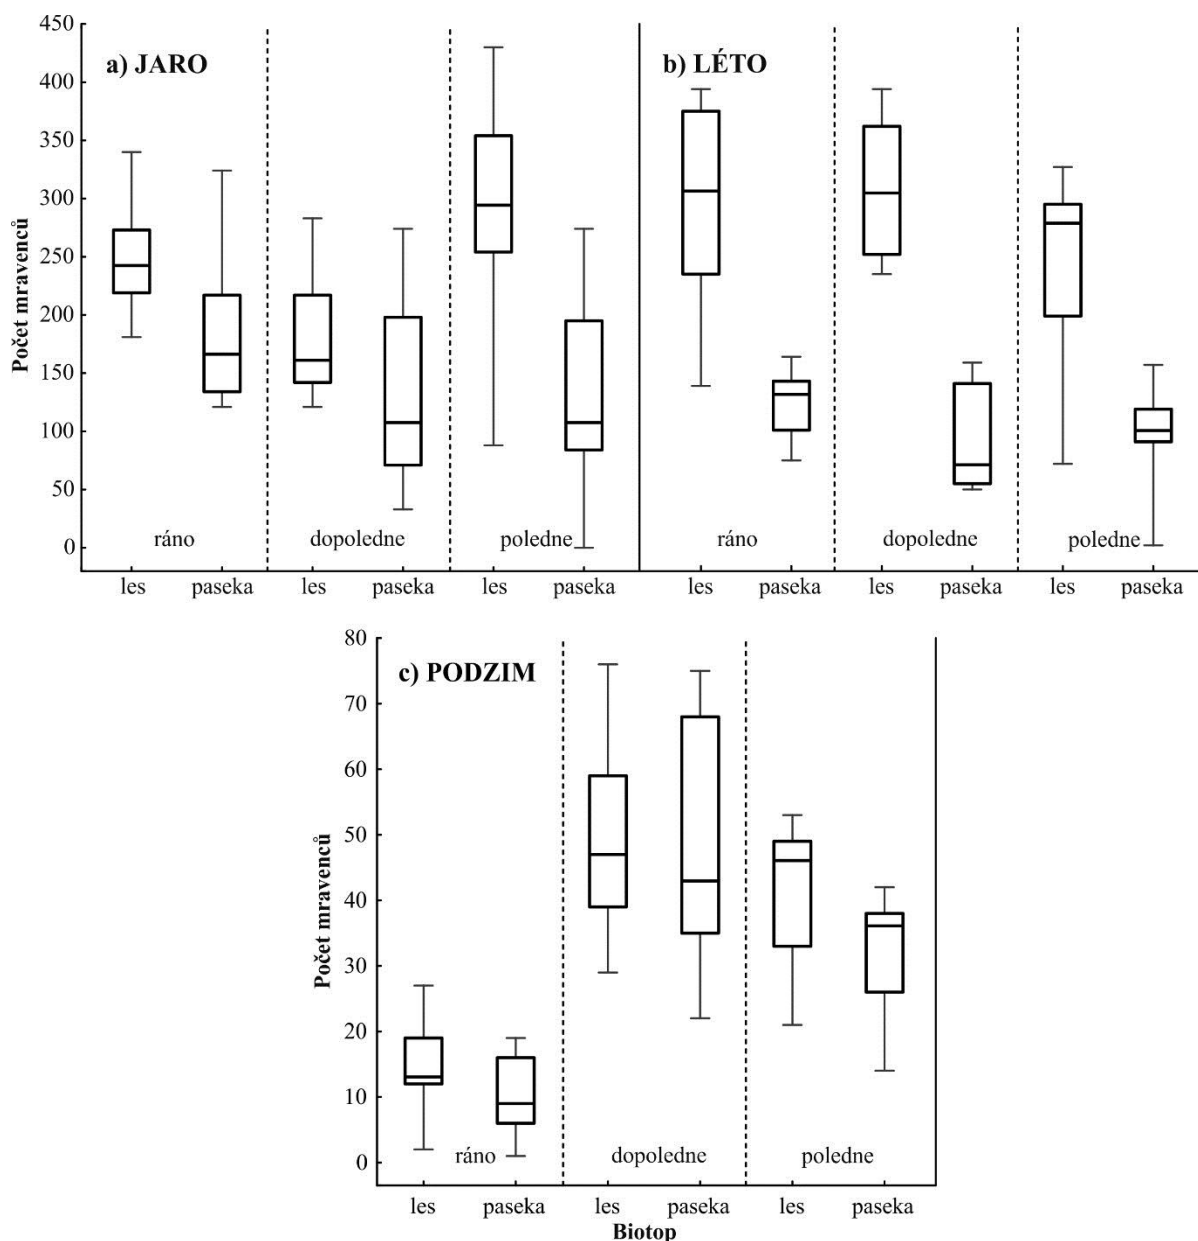 450
a) JARO
b) LÉTO
400
350
300
250
200
150
100
50
0
Počet mravenců
ráno dopoledne poledne ráno dopoledne poledne
les paseka les paseka les paseka les paseka les paseka les paseka
80
c) PODZIM
70
60
50
40
30
20
10
0
Počet mravenců
ráno dopoledne poledne
les paseka les paseka les paseka
Biotop